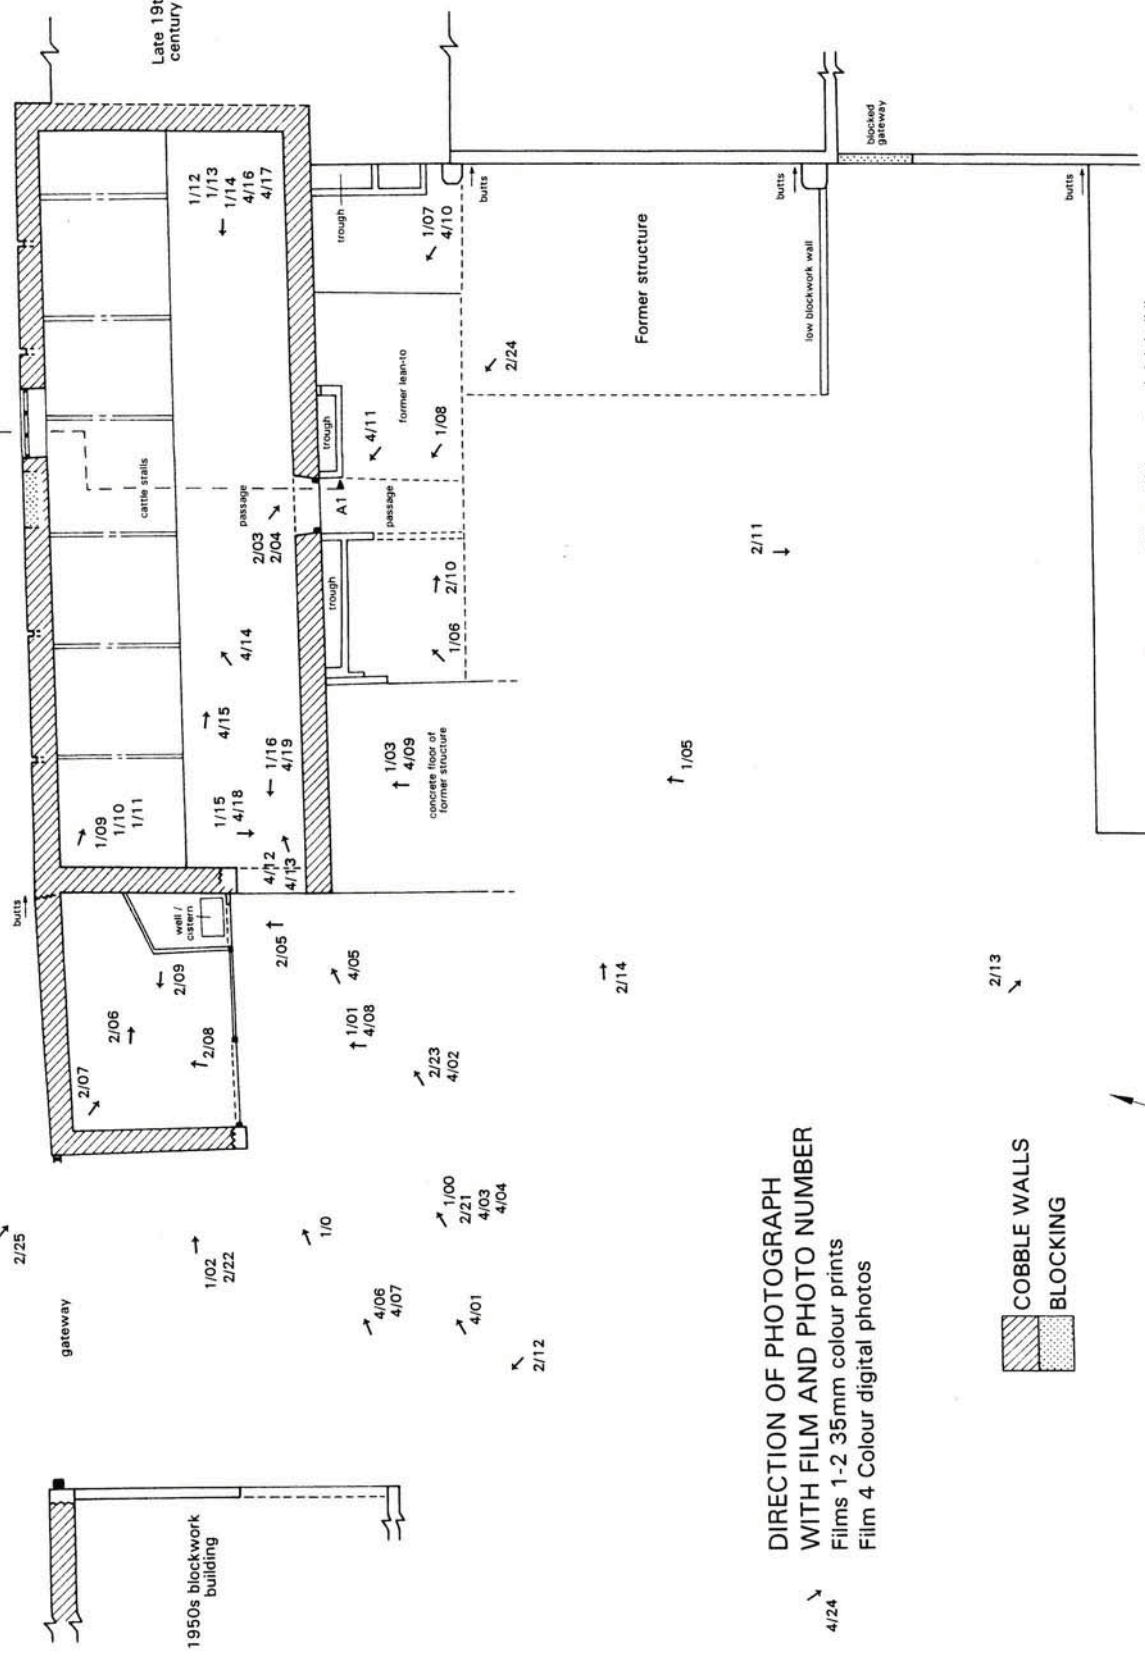 Late 19t
century
butts
gateway
2/25
1950s blockwork
building
2/07
2/06
2/08
2/09
well /
cistern
2/05
1/02
2/22
1/0
4/06
4/07
4/01
2/12
1/00
2/21
4/03
4/04
2/23
4/02
1/01
4/08
4/05
2/14
2/13
1/09
1/10
1/11
cattle stalls
1/12
1/13
1/14
4/16
4/17
passage
2/03
2/04
4/14
4/15
1/16
4/19
1/15
4/18
4/12
4/13
trough
1/07
4/10
trough
former lean-to
4/11
1/08
2/24
A1
passage
trough
2/10
1/06
1/03
4/09
concrete floor of
former structure
1/05
2/11
Former structure
low blockwork wall
butts
butts
blocked
gateway
butts
4/24
DIRECTION OF PHOTOGRAPH
WITH FILM AND PHOTO NUMBER
Films 1-2 35mm colour prints
Film 4 Colour digital photos
COBBLE WALLS
BLOCKING